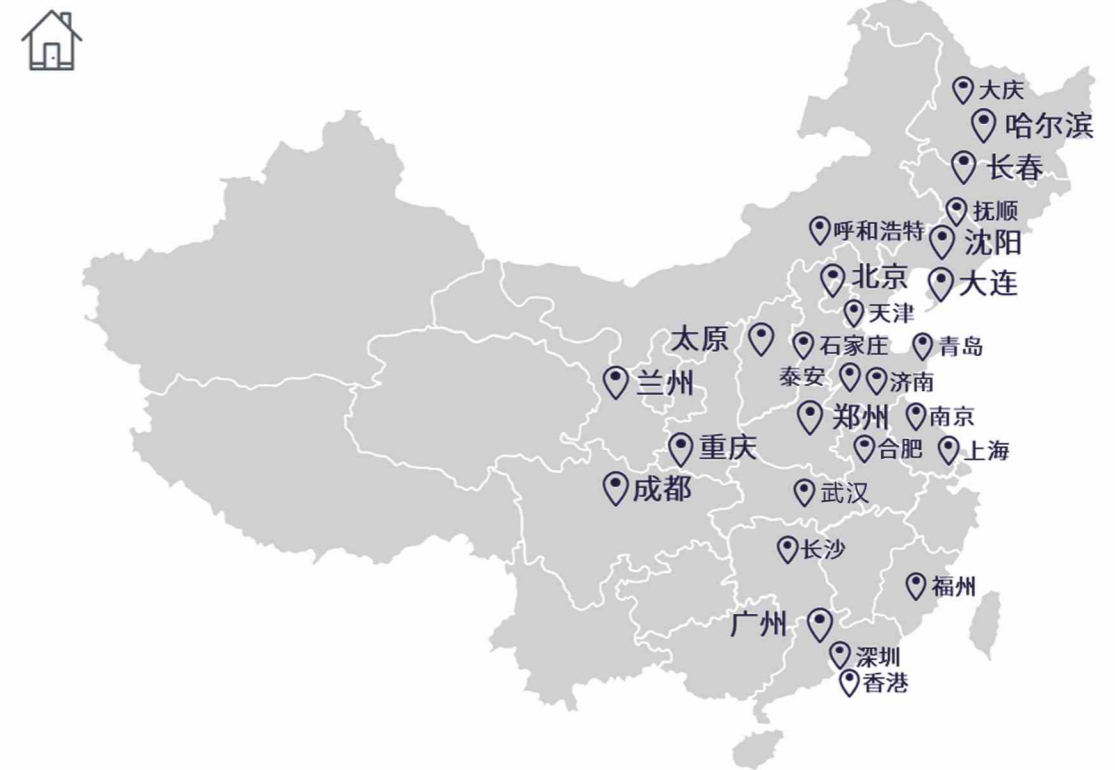 大庆
哈尔滨
长春
抚顺
呼和浩特
沈阳
北京
大连
天津
太原
石家庄
青岛
泰安
济南
兰州
郑州
南京
重庆
合肥
上海
成都
武汉
长沙
福州
广州
深圳
香港